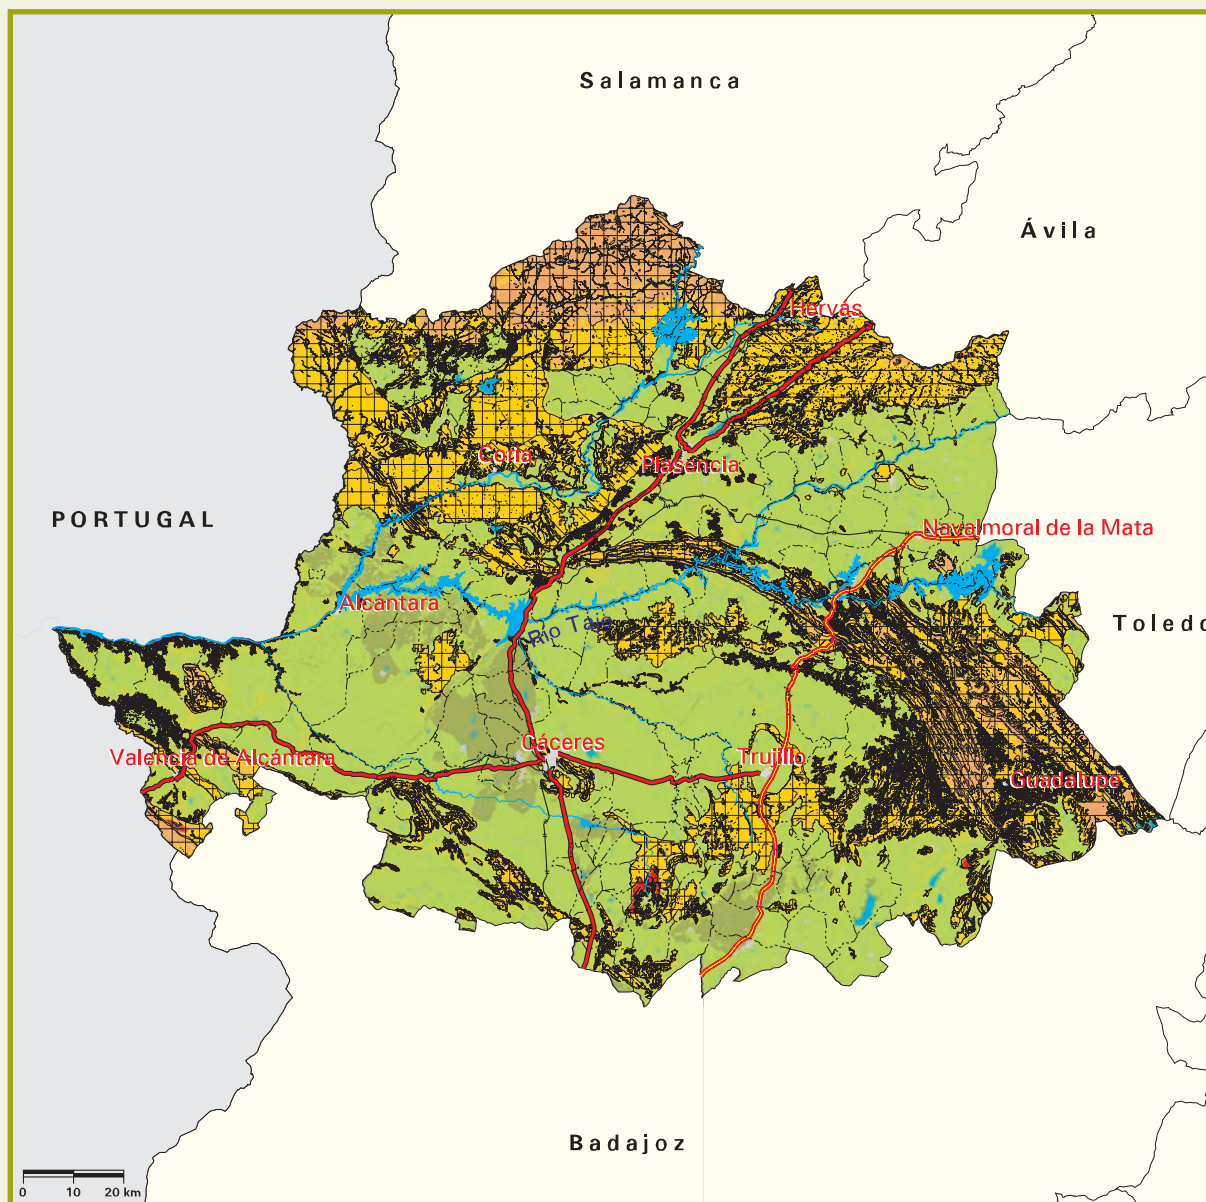 Salamanca
Ávila
Hervás
Coria
Plasencia
PORTUGAL
Navalmoral de la Mata
Alcántara
Río Tajo
Toledo
Cáceres
Valencia de Alcántara
Trujillo
Guadalupe
Badajoz
0 10 20 km